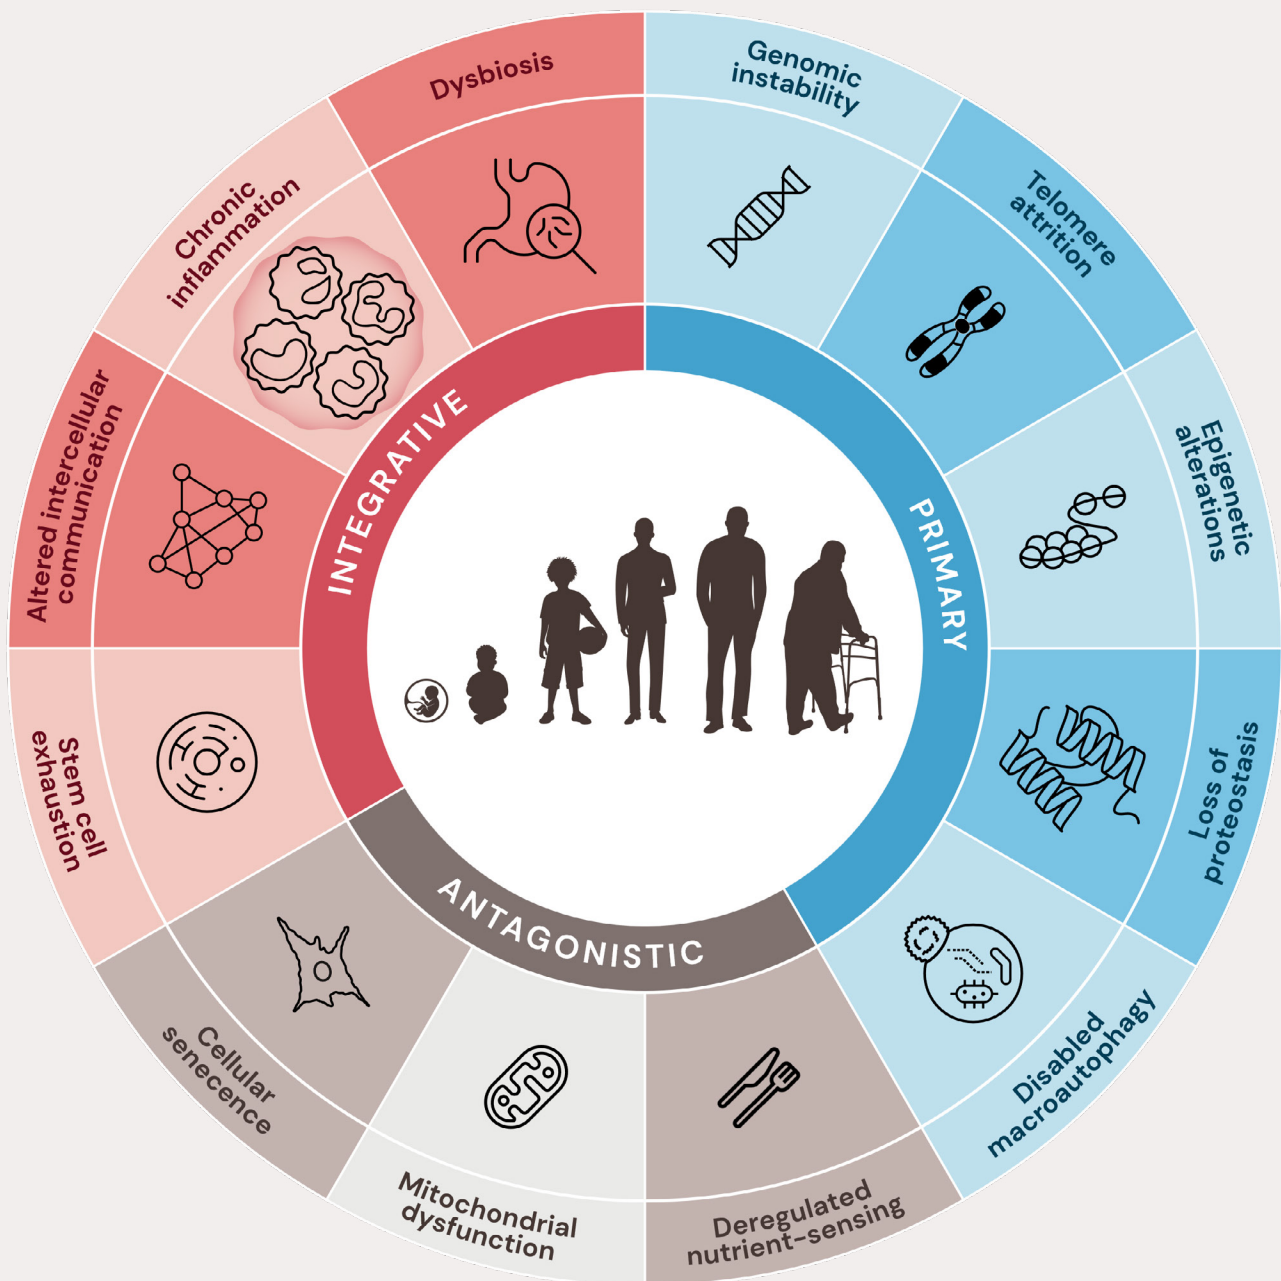 Genomic
instability
Telomere
attrition
Epigenetic
alterations
Loss of
proteostasis
Disabled
macroautophagy
Deregulated
nutrient-sensing
Mitochondrial
dysfunction
Cellular
senecence
Stem cell
exhaustion
Altered intercellular
communication
Chronic
inflammation
Dysbiosis
PRIMARY
ANTAGONISTIC
INTEGRATIVE